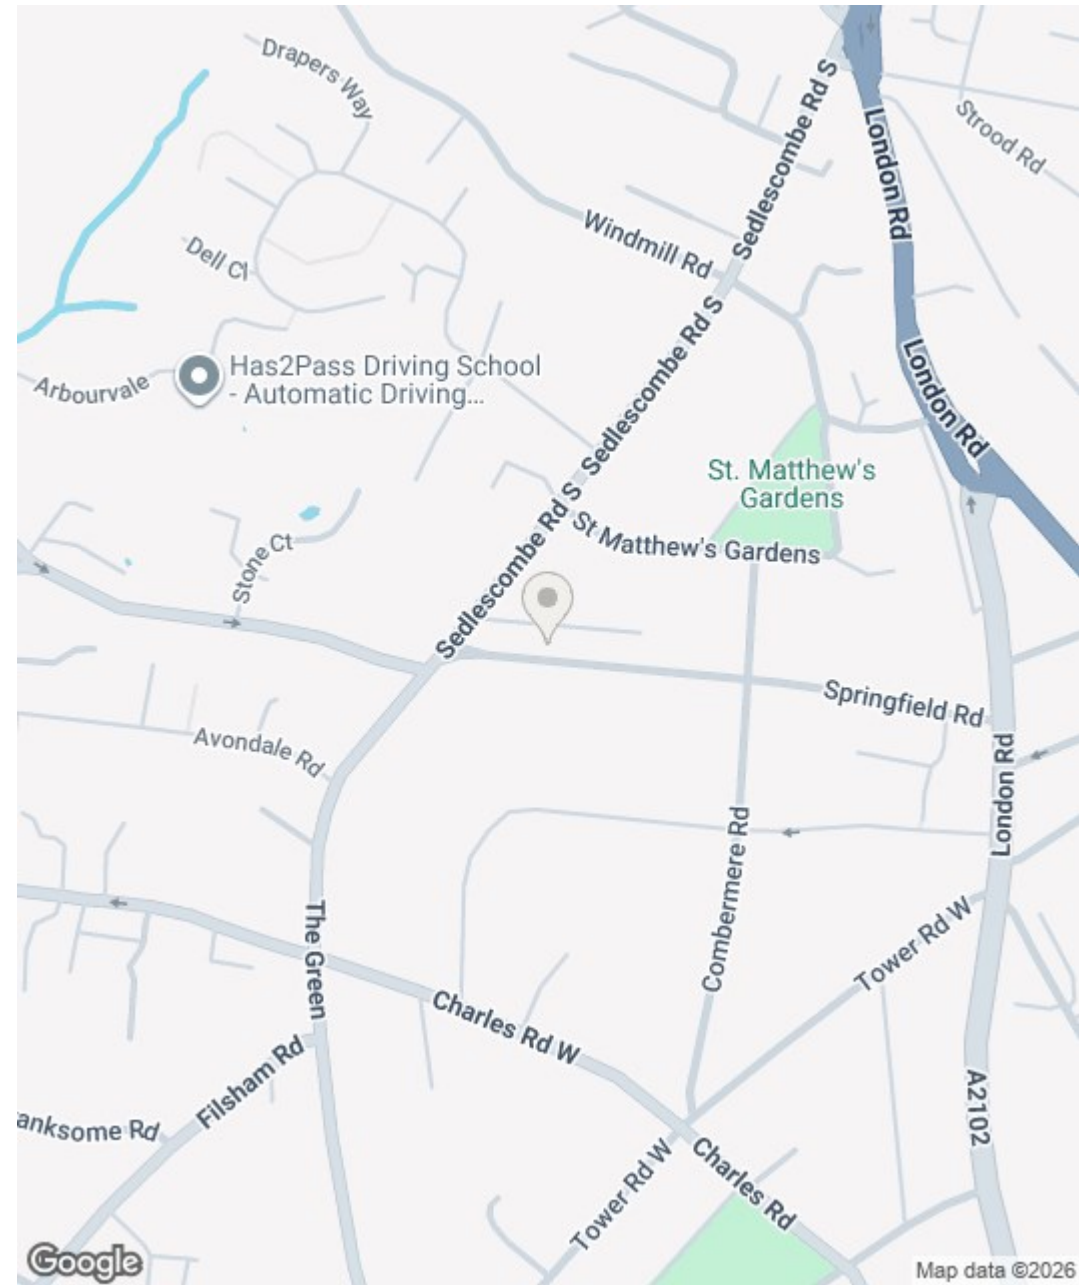 Drapers Way
Sedlescombe Rd S
London Rd
Strood Rd
Windmill Rd
Dell Cl
Sedlescombe Rd S
London Rd
Arbourvale
Has2Pass Driving School
- Automatic Driving...
Sedlescombe Rd S
St. Matthew's
Gardens
St Matthew's Gardens
Stone Ct
Sedlescombe Rd S
Springfield Rd
Avondale Rd
London Rd
Combermere Rd
The Green
Tower Rd W
Charles Rd W
Filsham Rd
anksome Rd
A2102
Tower Rd W
Charles Rd
Google
Map data ©2026